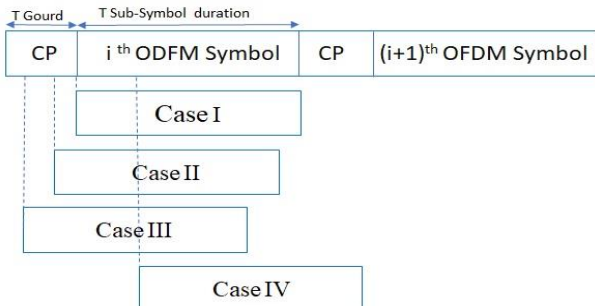 T Gourd T Sub-Symbol duration
CP i th ODFM Symbol CP (i+1)th OFDM Symbol
Case I
Case II
Case III
Case IV